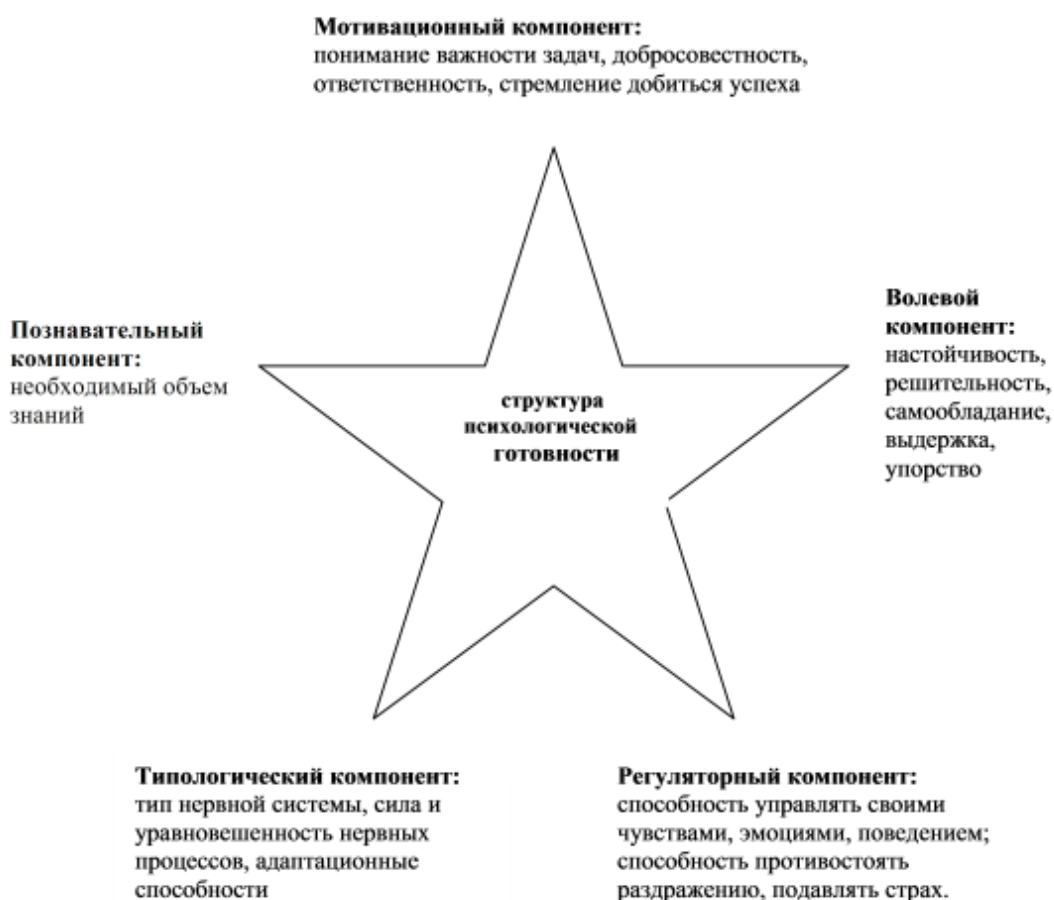 Мотивационный компонент:
понимание важности задач, добросовестность,
ответственность, стремление добиться успеха
Познавательный
компонент:
необходимый объем
знаний
структура
психологической
готовности
Волевой
компонент:
настойчивость,
решительность,
самообладание,
выдержка,
упорство
Типологический компонент:
тип нервной системы, сила и
уравновешенность нервных
процессов, адаптационные
способности
Регуляторный компонент:
способность управлять своими
чувствами, эмоциями, поведением;
способность противостоять
раздражению, подавлять страх.